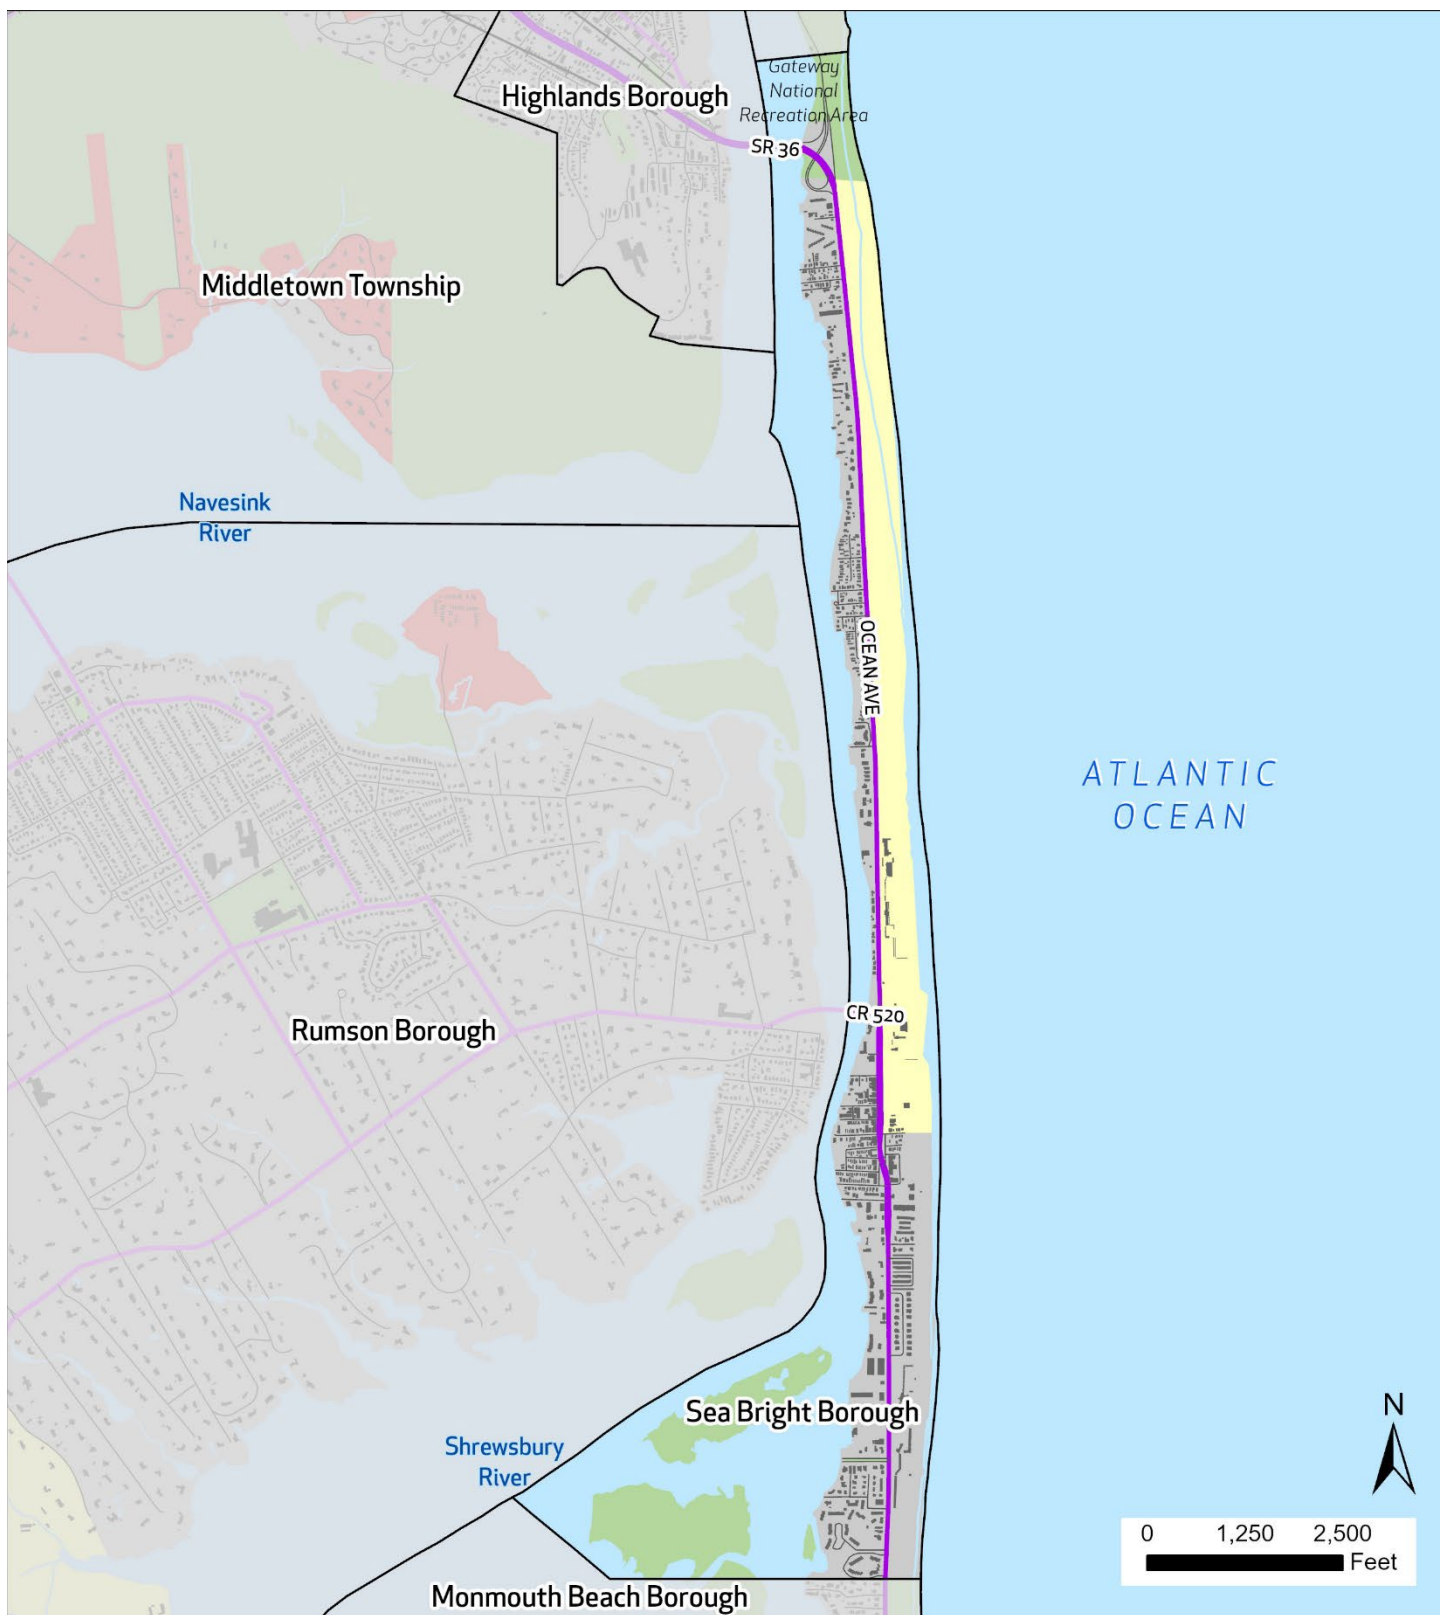 Gateway
National
Recreation Area
Highlands Borough
SR 36
Middletown Township
Navesink
River
OCEAN AVE
ATLANTIC
OCEAN
CR 520
Rumson Borough
Sea Bright Borough
Shrewsbury
River
N
0 1,250 2,500
Feet
Monmouth Beach Borough